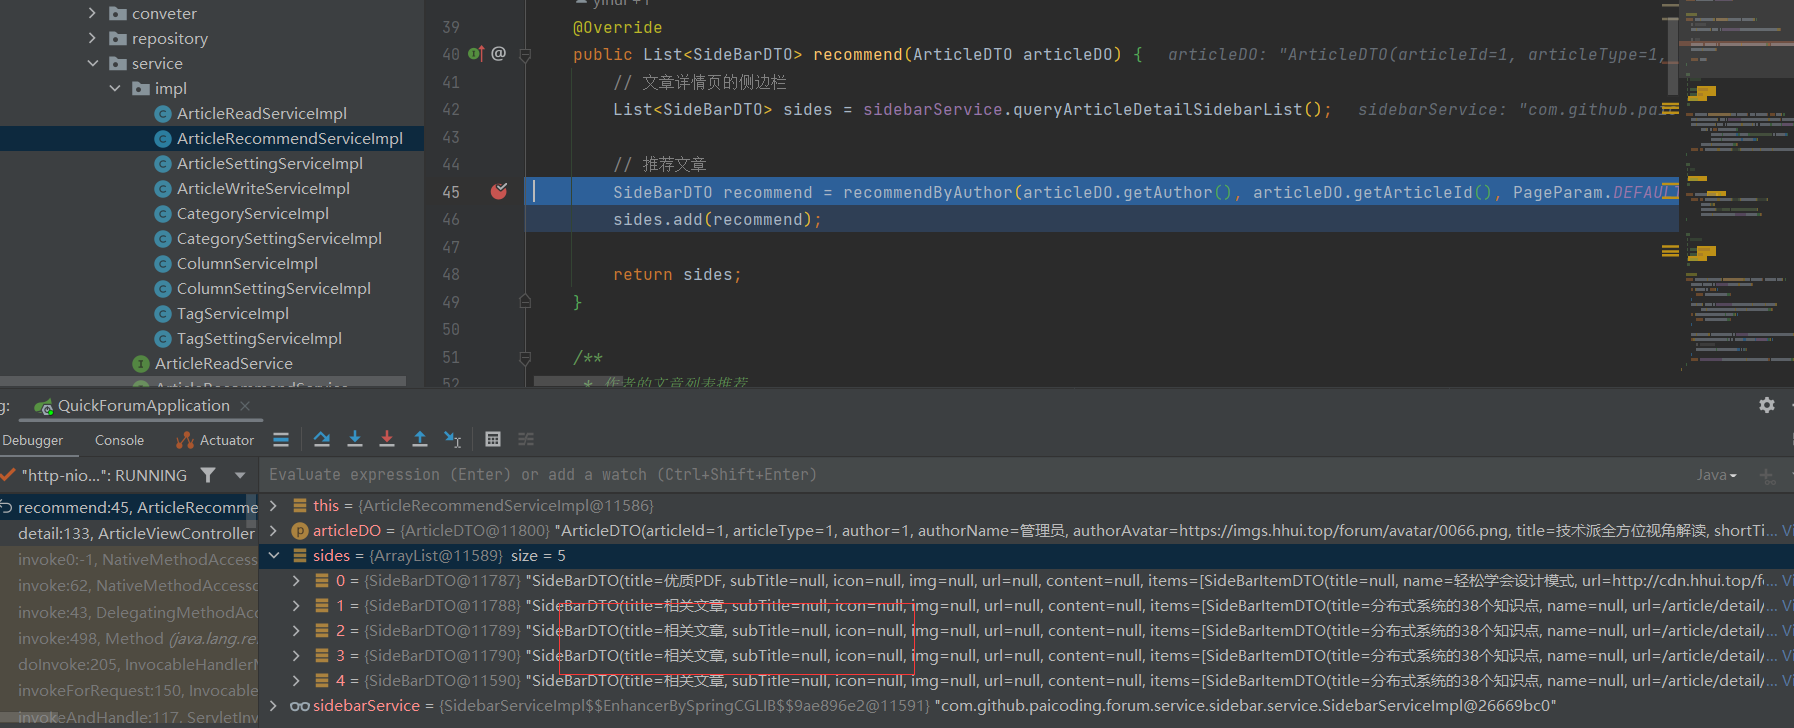 conveter
repository
service
impl
ArticleReadServiceImpl
ArticleRecommendServiceImpl
ArticleSettingServiceImpl
ArticleWriteServiceImpl
CategoryServiceImpl
CategorySettingServiceImpl
ColumnServiceImpl
ColumnSettingServiceImpl
TagServiceImpl
TagSettingServiceImpl
ArticleReadService
39 @Override
40 @ public List<SideBarDTO> recommend(ArticleDTO articleDO) { articleDO: "ArticleDTO(articleId=1, articleType=1,
41 // 文章详情页的侧边栏
42 List<SideBarDTO> sides = sidebarService.queryArticleDetailSidebarList(); sidebarService: "com.github.paic
43
44 // 推荐文章
45 SideBarDTO recommend = recommendByAuthor(articleDO.getAuthor(), articleDO.getArticleId(), PageParam.DEFAUL
46 sides.add(recommend);
47
48 return sides;
49 }
50
51 /**
52 * 作者的文章列表推荐
g: QuickForumApplication
Debugger Console Actuator
"http-nio...": RUNNING
Evaluate expression (Enter) or add a watch (Ctrl+Shift+Enter) Java
recommend:45, ArticleRecomme
detail:133, ArticleViewController
invoke0:-1, NativeMethodAccess
invoke:62, NativeMethodAccesso
invoke:43, DelegatingMethodAcc
invoke:498, Method (java.lang.re
doInvoke:205, InvocableHandlerM
invokeForRequest:150, Invocable
invokeAndHandle:117, ServletInv
this = {ArticleRecommendServiceImpl@11586}
articleDO = {ArticleDTO@11800} "ArticleDTO(articleId=1, articleType=1, author=1, authorName=管理员, authorAvatar=https://imgs.hhui.top/forum/avatar/0066.png, title=技术派全方位视角解读, shortTi... Vi
sides = {ArrayList@11589} size = 5
0 = {SideBarDTO@11787} "SideBarDTO(title=优质PDF, subTitle=null, icon=null, img=null, url=null, content=null, items=[SideBarItemDTO(title=null, name=轻松学会设计模式, url=http://cdn.hhui.top/f... Vi
1 = {SideBarDTO@11788} "SideBarDTO(title=相关文章, subTitle=null, icon=null, img=null, url=null, content=null, items=[SideBarItemDTO(title=分布式系统的38个知识点, name=null, url=/article/detail/... Vi
2 = {SideBarDTO@11789} "SideBarDTO(title=相关文章, subTitle=null, icon=null, img=null, url=null, content=null, items=[SideBarItemDTO(title=分布式系统的38个知识点, name=null, url=/article/detail/... Vi
3 = {SideBarDTO@11790} "SideBarDTO(title=相关文章, subTitle=null, icon=null, img=null, url=null, content=null, items=[SideBarItemDTO(title=分布式系统的38个知识点, name=null, url=/article/detail/... Vi
4 = {SideBarDTO@11590} "SideBarDTO(title=相关文章, subTitle=null, icon=null, img=null, url=null, content=null, items=[SideBarItemDTO(title=分布式系统的38个知识点, name=null, url=/article/detail/... Vi
sidebarService = {SidebarServiceImpl$$EnhancerBySpringCGLIB$$9ae896e2@11591} "com.github.paicoding.forum.service.sidebar.service.SidebarServiceImpl@26669bc0"